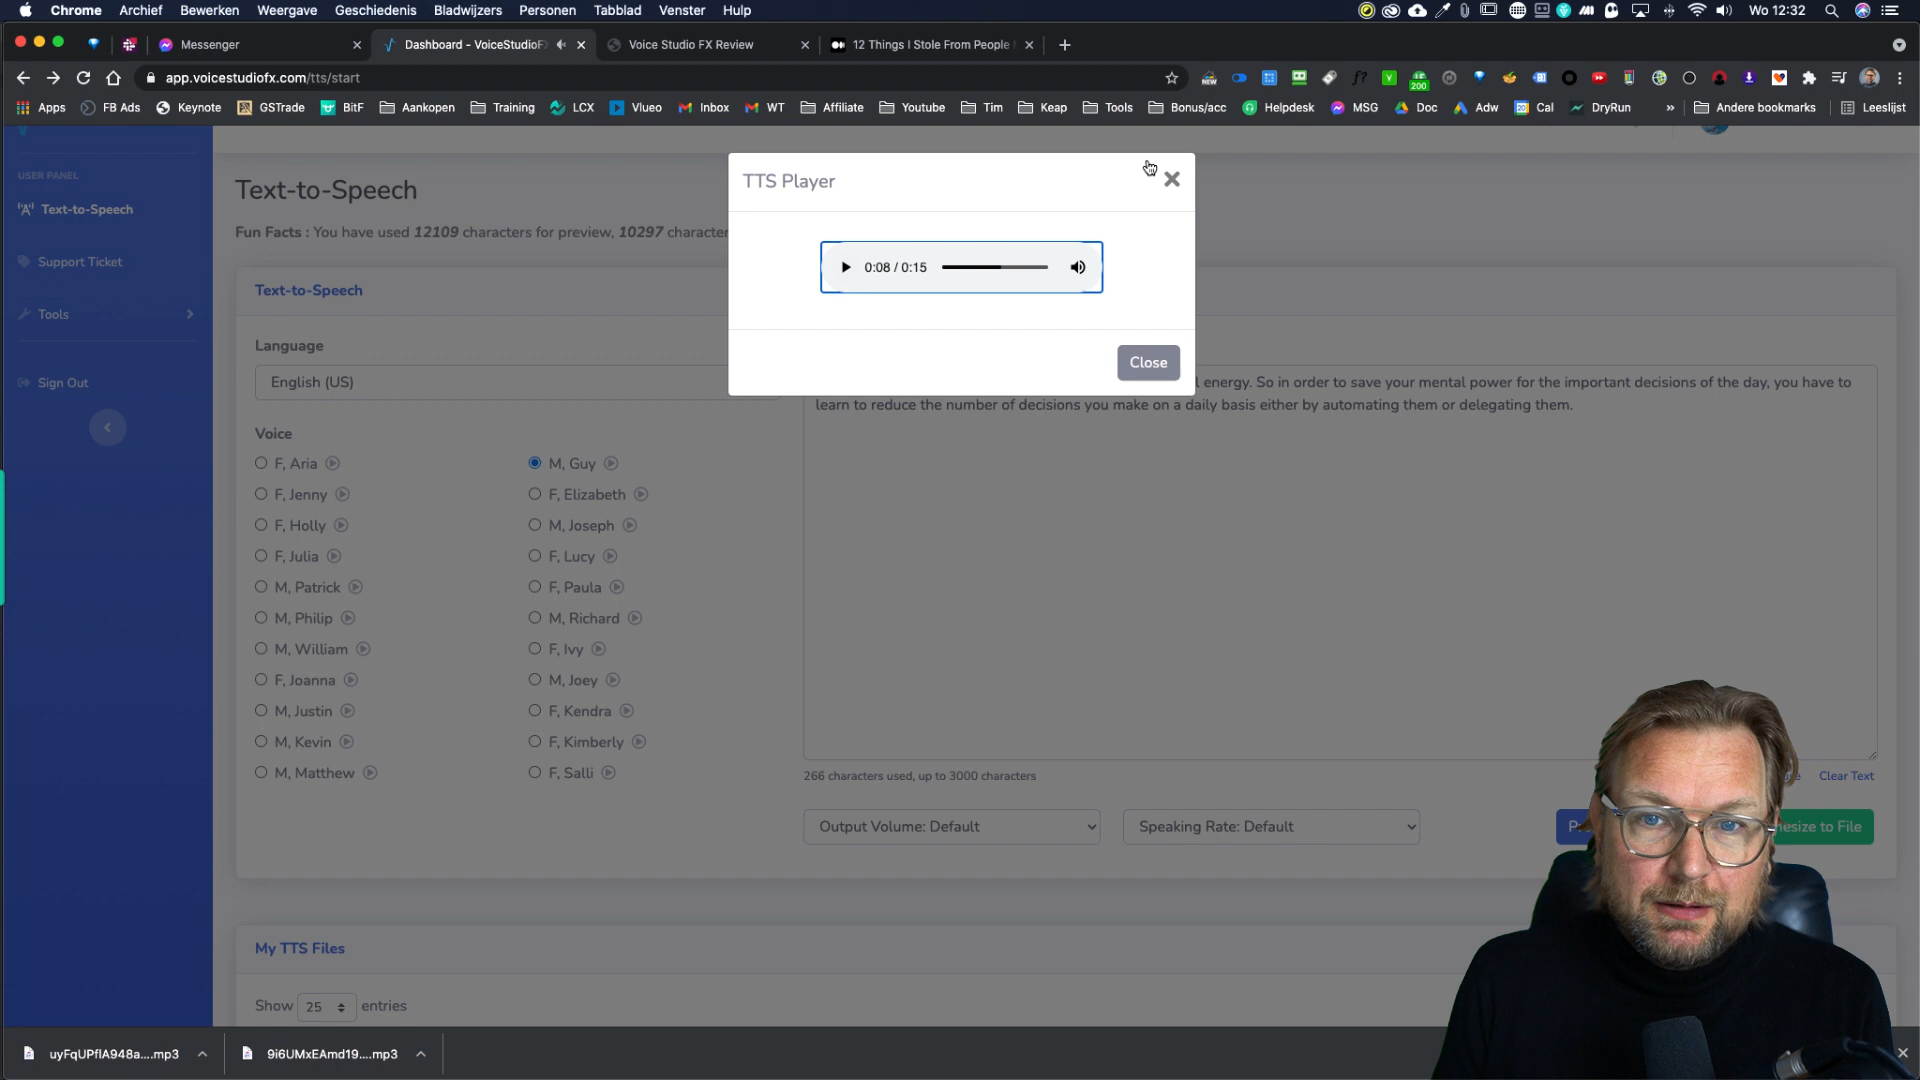 Chrome Archief Bewerken Weergave Geschiedenis Bladwijzers Personen Tabblad Venster Hulp Wo 12:32
Messenger Dashboard - VoiceStudioF Voice Studio FX Review 12 Things I Stole From People
app.voicestudiofx.com/tts/start NEW 200
Apps FB Ads Keynote GSTrade BitF Aankopen Training LCX Vlueo Inbox WT Affiliate Youtube Tim Keap Tools Bonus/acc Helpdesk MSG Doc Adw Cal DryRun » Andere bookmarks Leeslijst
USER PANEL
Text-to-Speech
Support Ticket
Tools
Sign Out
Text-to-Speech
Fun Facts : You have used 12109 characters for preview, 10297 character
TTS Player
0:08 / 0:15
Close
Text-to-Speech
Language
English (US)
Voice
F, Aria M, Guy
F, Jenny F, Elizabeth
F, Holly M, Joseph
F, Julia F, Lucy
M, Patrick F, Paula
M, Philip M, Richard
M, William F, Ivy
F, Joanna M, Joey
M, Justin F, Kendra
M, Kevin F, Kimberly
M, Matthew F, Salli
energy. So in order to save your mental power for the important decisions of the day, you have to
learn to reduce the number of decisions you make on a daily basis either by automating them or delegating them.
266 characters used, up to 3000 characters
Clear Text
Output Volume: Default Speaking Rate: Default
esize to File
My TTS Files
Show 25 entries
uyFqUPflA948a....mp3 9i6UMxEAmd19....mp3